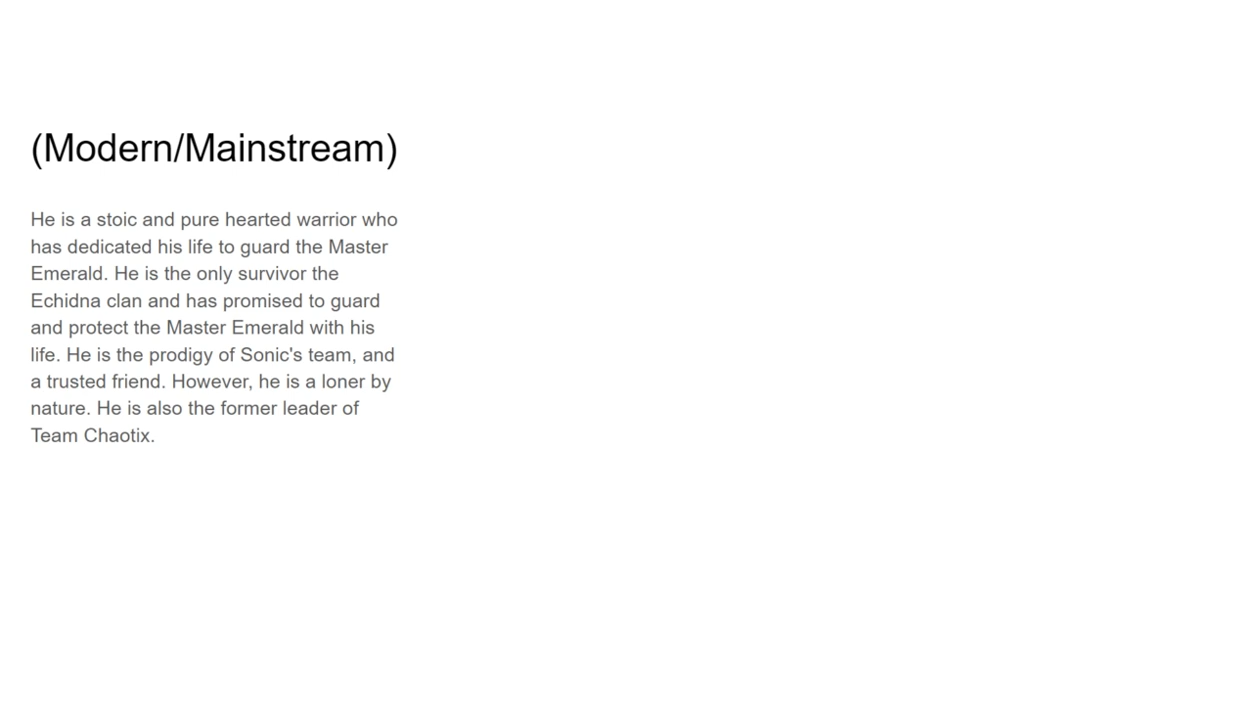 (Modern/Mainstream)
He is a stoic and pure hearted warrior who
has dedicated his life to guard the Master
Emerald. He is the only survivor the
Echidna clan and has promised to guard
and protect the Master Emerald with his
life. He is the prodigy of Sonic's team, and
a trusted friend. However, he is a loner by
nature. He is also the former leader of
Team Chaotix.